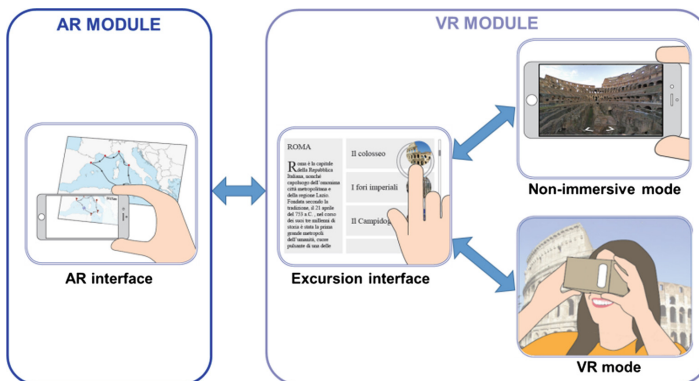 AR MODULE
VR MODULE
AR interface
ROMA
Roma è la capitale
della Repubblica
Italiana, nonché
capoluogo dell'omonima
città metropolitana e
della regione Lazio.
Fondata secondo la
tradizione, il 21 aprile
del 753 a.C., nel corso
dei suoi tre millenni di
storia è stata la prima
grande metropoli
dell'umanità, cuore
pulsante di una delle
Il colosseo
I fori imperiali
Il Campidog
Excursion interface
Non-immersive mode
VR mode